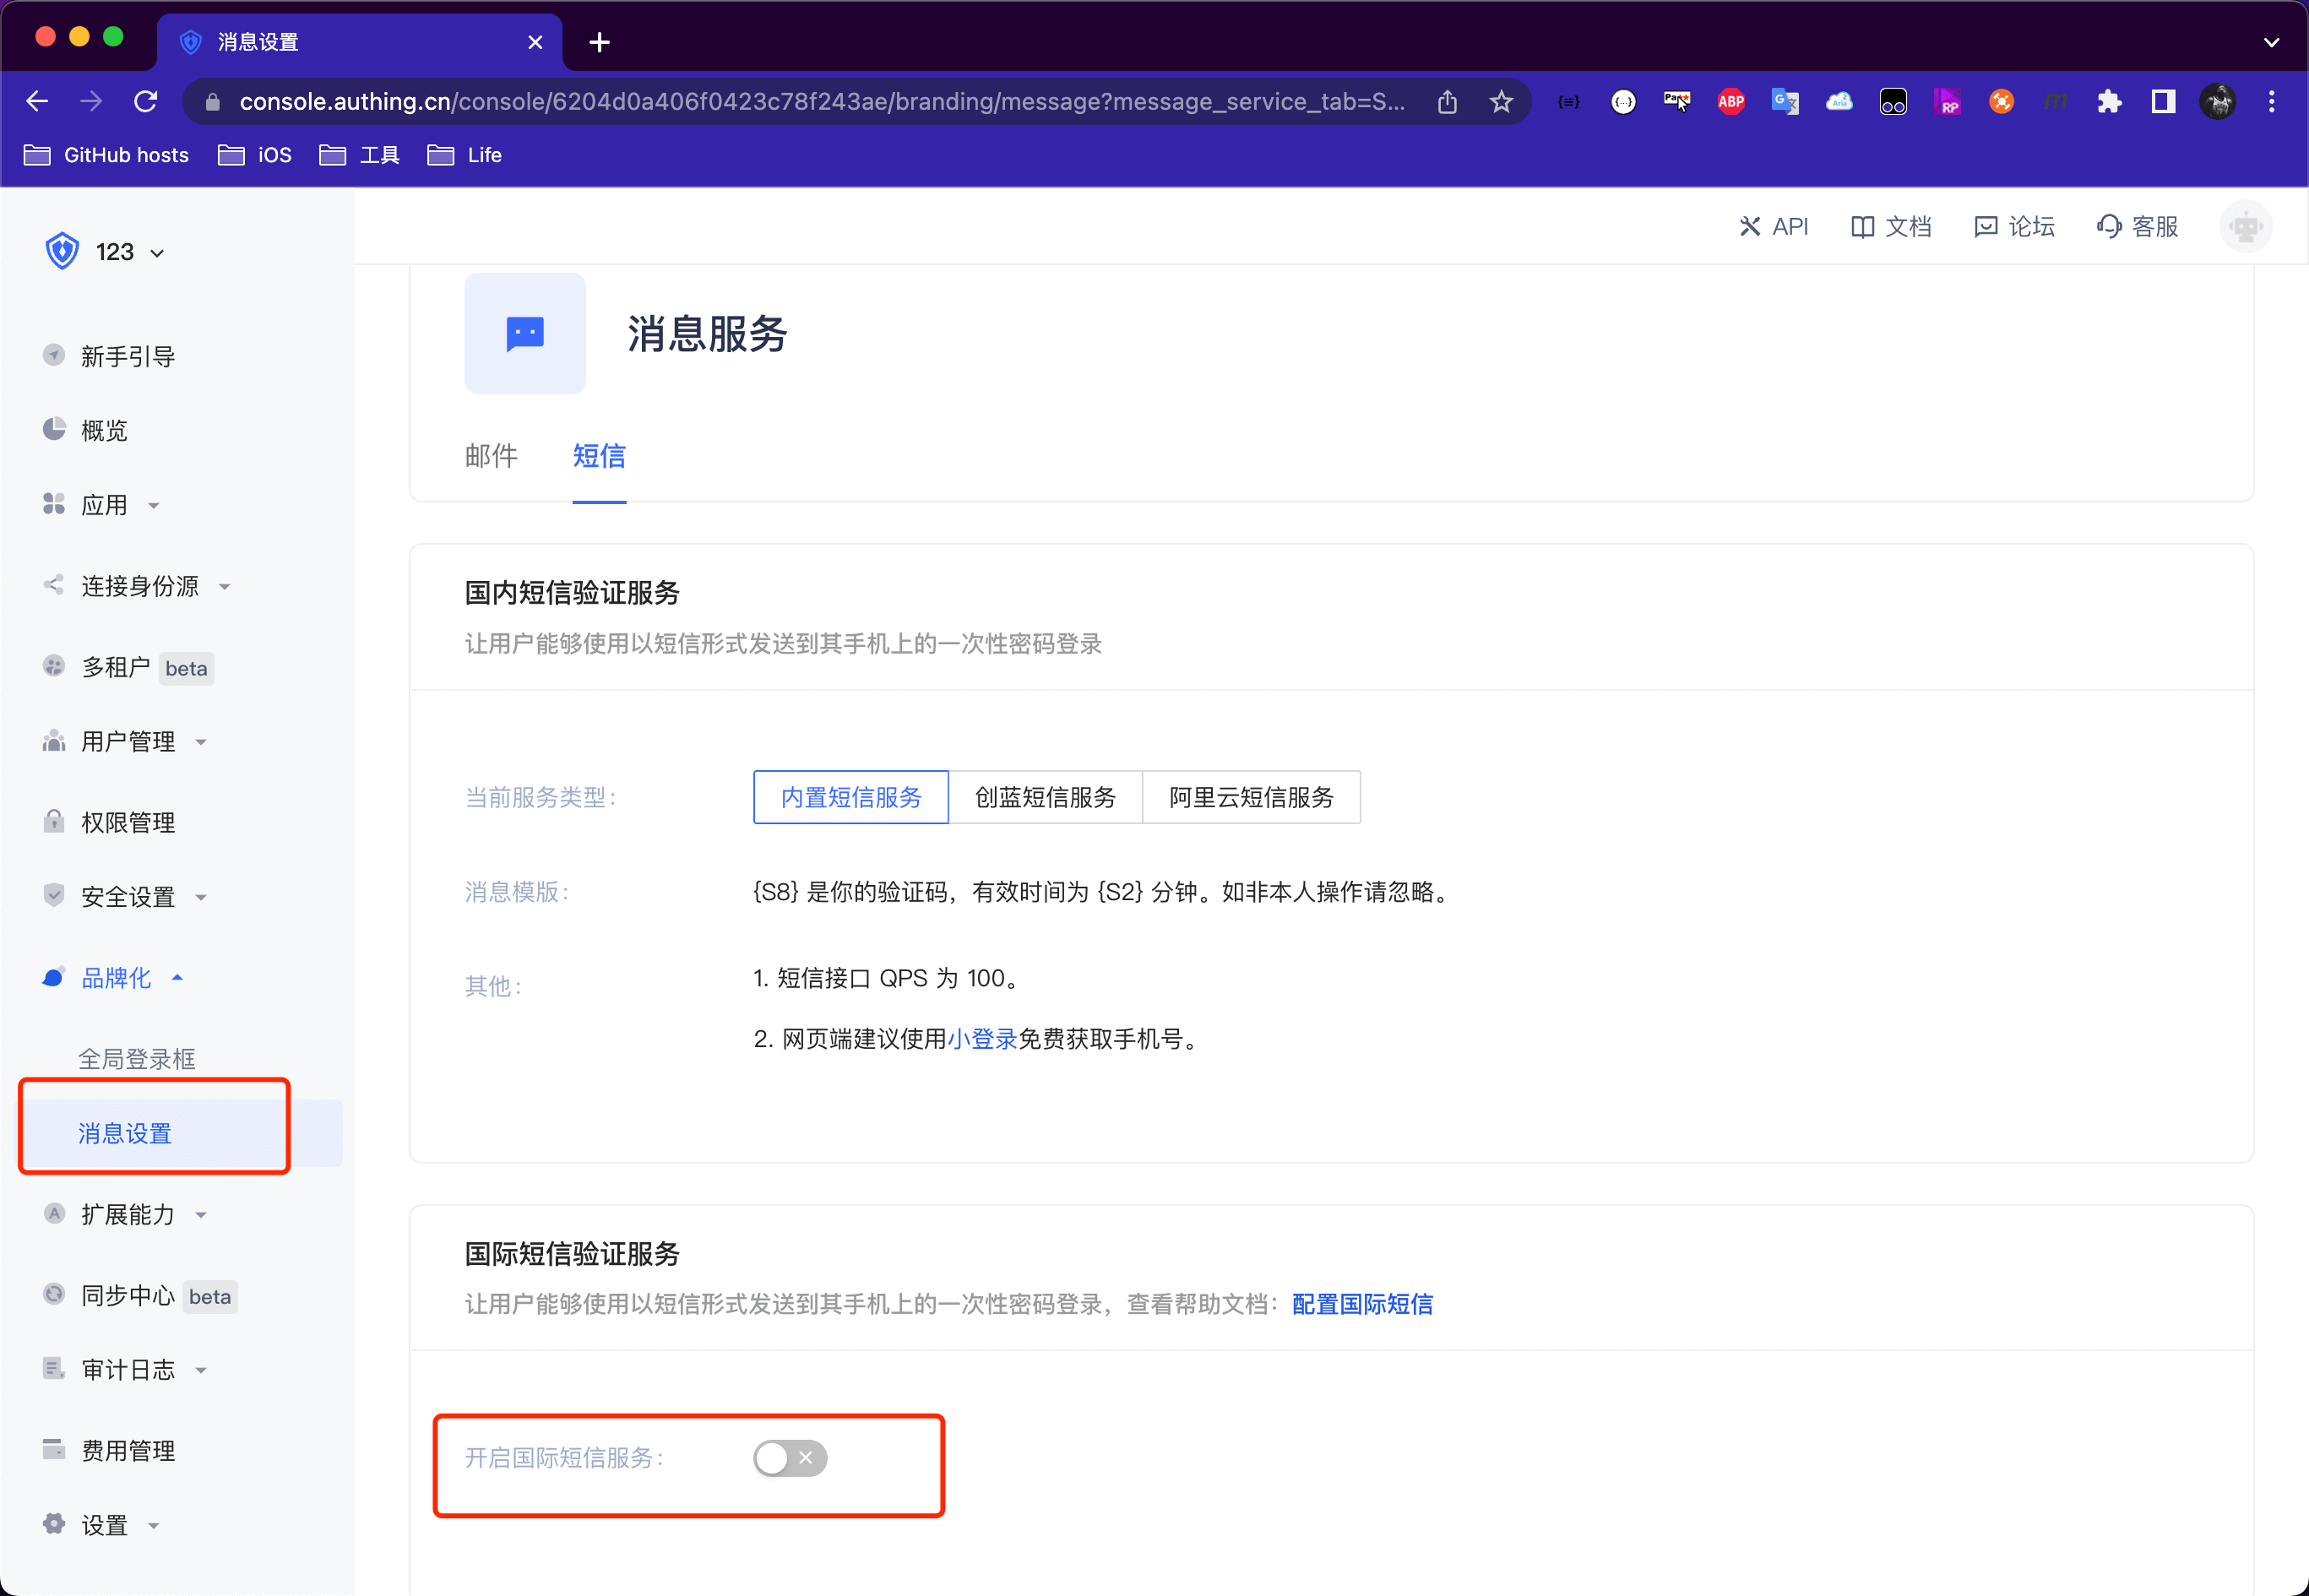 消息设置
console.authing.cn/console/6204d0a406f0423c78f243ae/branding/message?message_service_tab=S...
GitHub hosts
iOS
工具
Life
123
API
文档
论坛
客服
新手引导
概览
应用
连接身份源
多租户 beta
用户管理
权限管理
安全设置
品牌化
全局登录框
消息设置
扩展能力
同步中心 beta
审计日志
费用管理
设置
消息服务
邮件
短信
国内短信验证服务
让用户能够使用以短信形式发送到其手机上的一次性密码登录
当前服务类型：
内置短信服务
创蓝短信服务
阿里云短信服务
消息模版：
{S8} 是你的验证码，有效时间为 {S2} 分钟。如非本人操作请忽略。
其他：
1. 短信接口 QPS 为 100。
2. 网页端建议使用小登录免费获取手机号。
国际短信验证服务
让用户能够使用以短信形式发送到其手机上的一次性密码登录，查看帮助文档：配置国际短信
开启国际短信服务：
ABP
RP